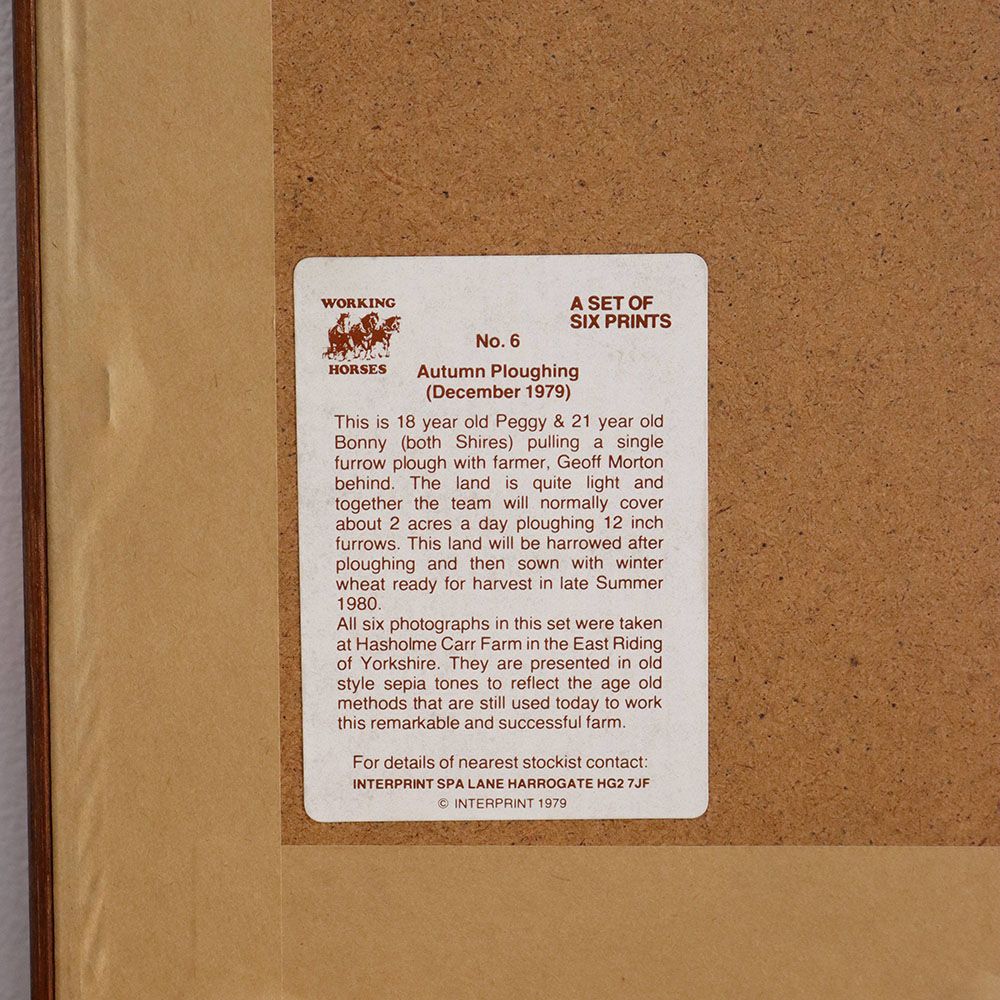 WORKING
HORSES
A SET OF
SIX PRINTS
No. 6
Autumn Ploughing
(December 1979)
This is 18 year old Peggy & 21 year old
Bonny (both Shires) pulling a single
furrow plough with farmer, Geoff Morton
behind. The land is quite light and
together the team will normally cover
about 2 acres a day ploughing 12 inch
furrows. This land will be harrowed after
ploughing and then sown with winter
wheat ready for harvest in late Summer
1980.
All six photographs in this set were taken
at Hasholme Carr Farm in the East Riding
of Yorkshire. They are presented in old
style sepia tones to reflect the age old
methods that are still used today to work
this remarkable and successful farm.
For details of nearest stockist contact:
INTERPRINT SPA LANE HARROGATE HG2 7JF
© INTERPRINT 1979